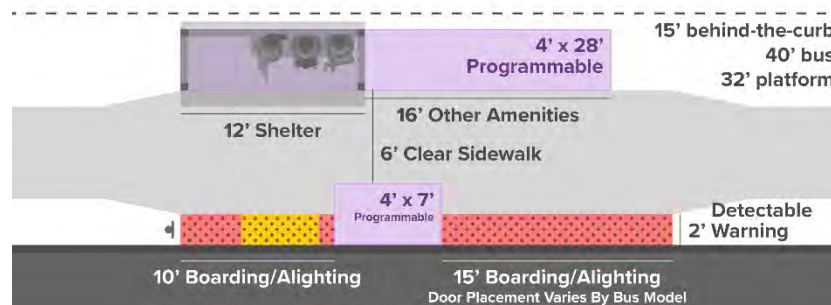 15' behind-the-curb
40' bus
32' platform
4' x 28'
Programmable
12' Shelter
16' Other Amenities
6' Clear Sidewalk
4' x 7'
Programmable
Detectable
2' Warning
10' Boarding/Alighting
15' Boarding/Alighting
Door Placement Varies By Bus Model